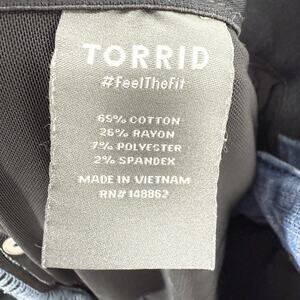 TORRID
#FeelTheFit
65% COTTON
26% RAYON
7% POLYESTER
2% SPANDEX
MADE IN VIETNAM
RN# 148862